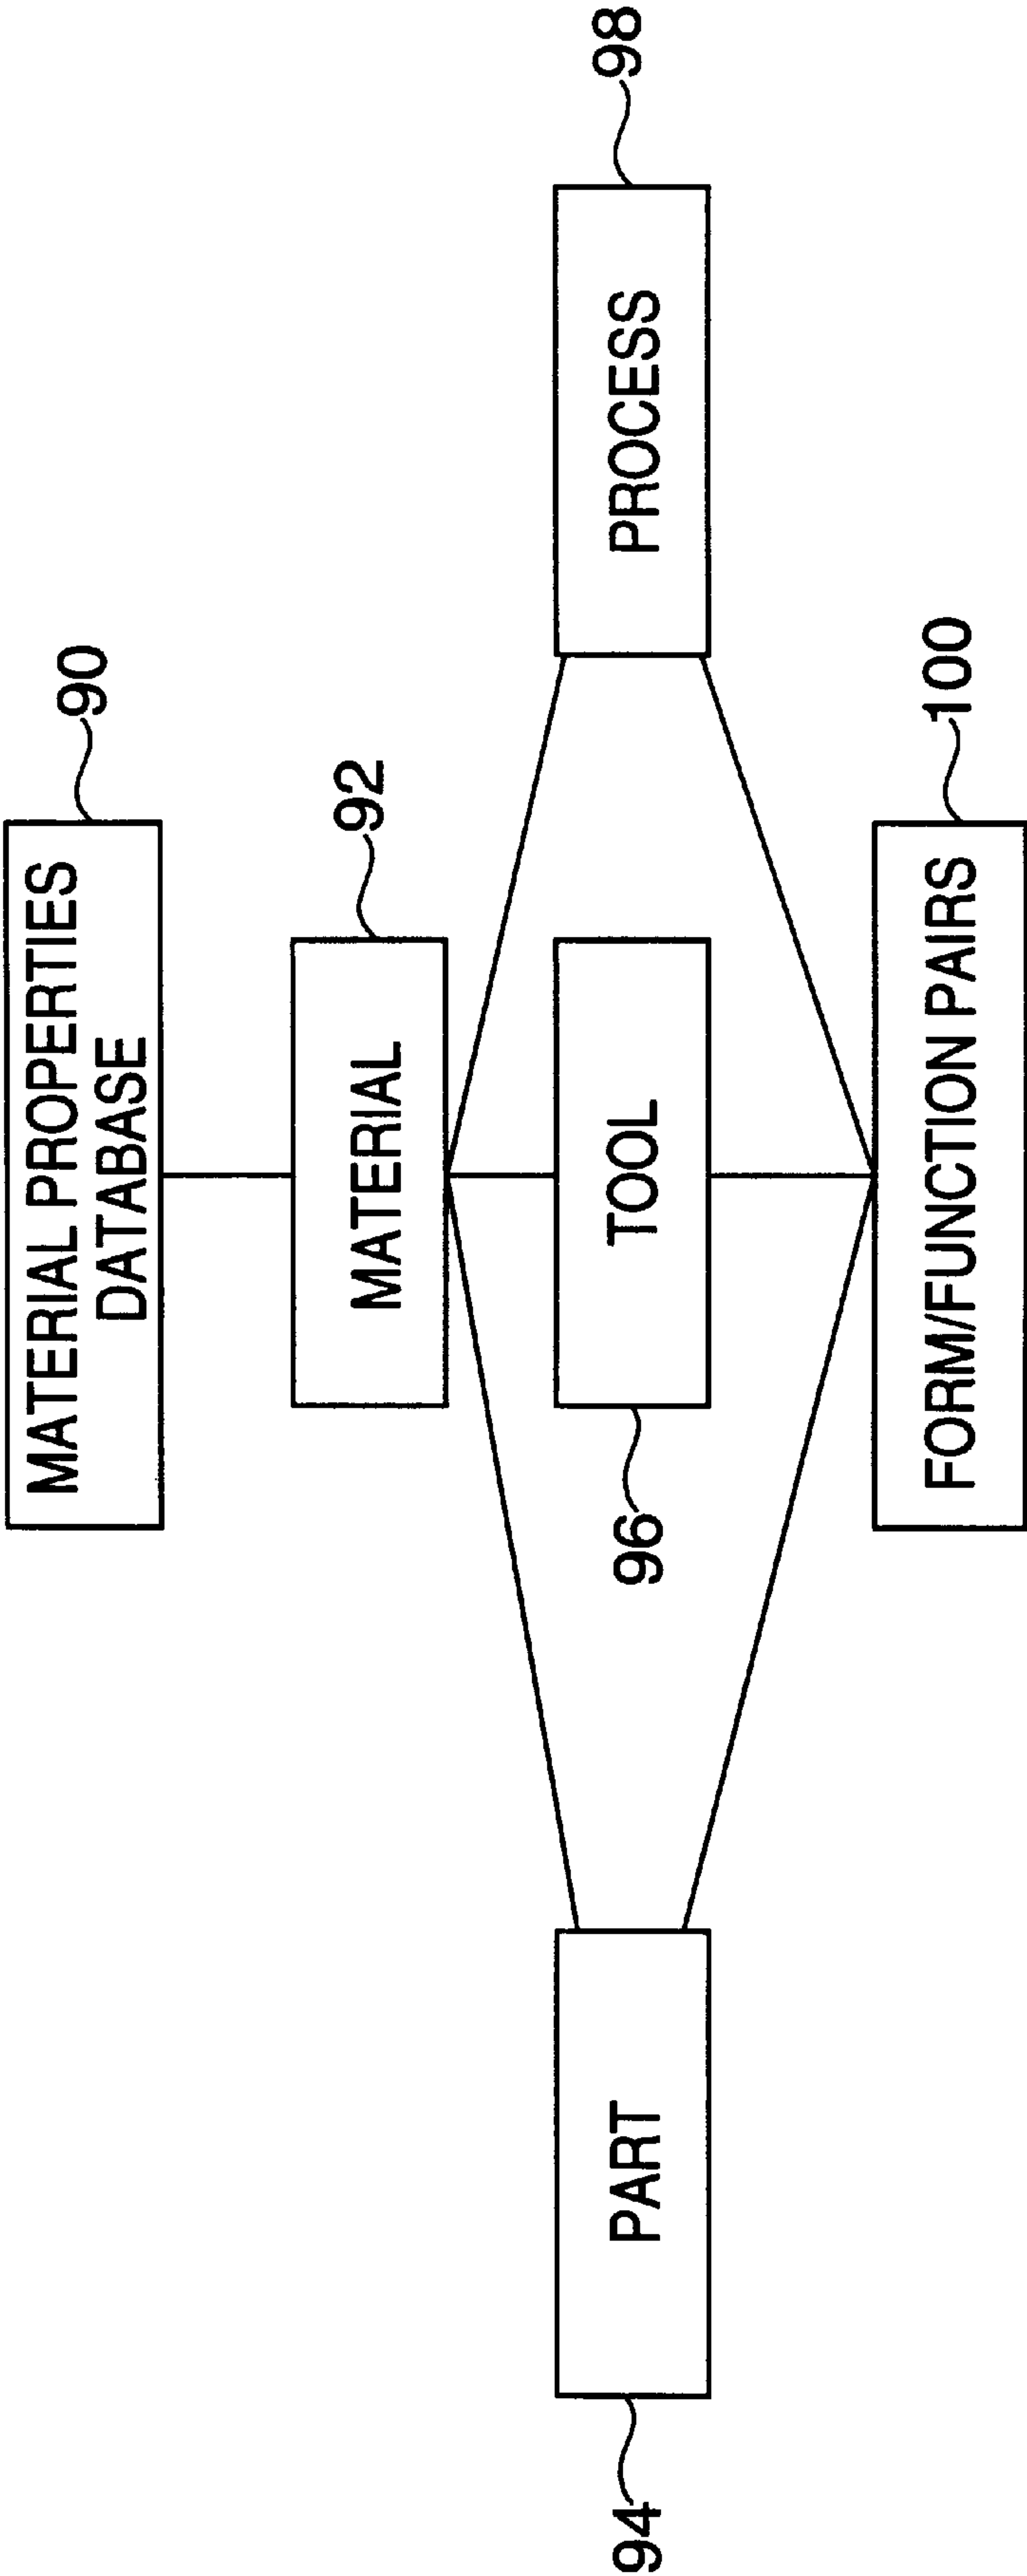 MATERIAL PROPERTIES
DATABASE
90
MATERIAL
92
PART
94
TOOL
96
PROCESS
98
FORM/FUNCTION PAIRS
100